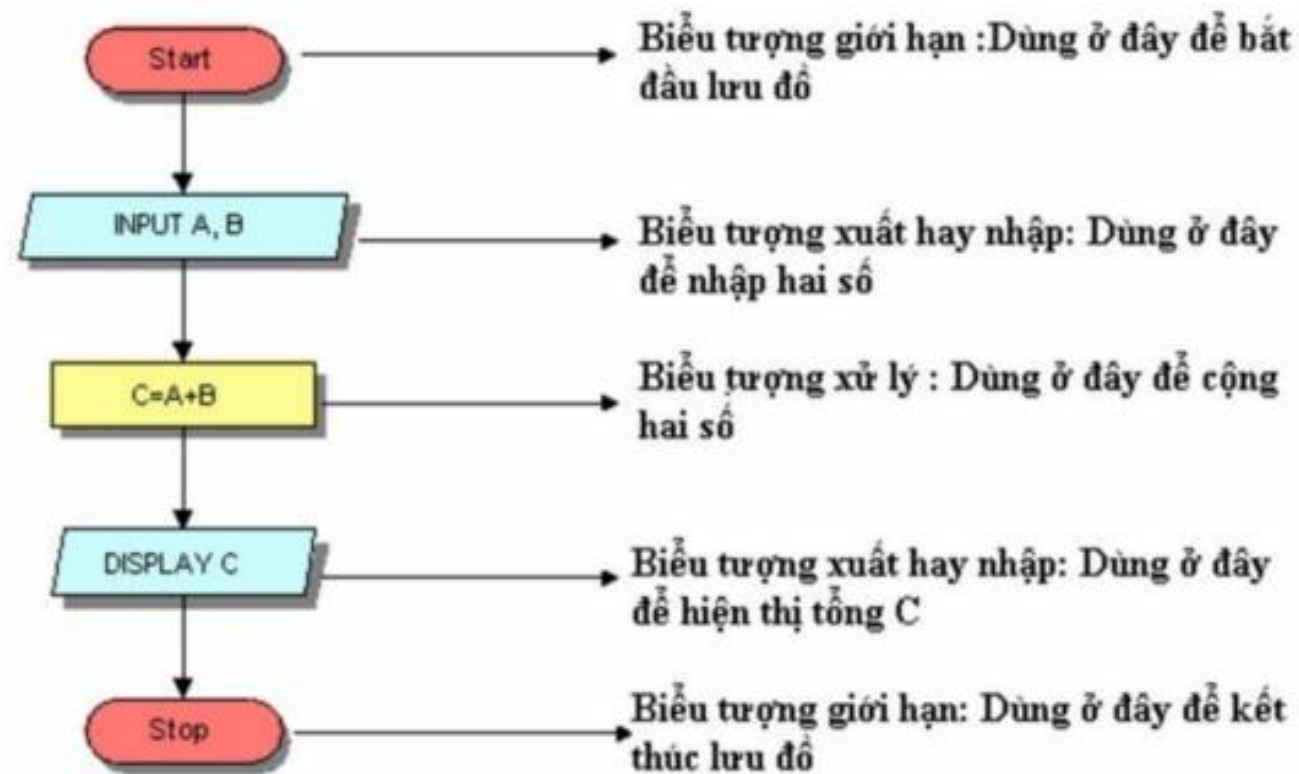 Start
Biểu tượng giới hạn :Dùng ở đây để bắt
đầu lưu đồ
INPUT A, B
Biểu tượng xuất hay nhập: Dùng ở đây
để nhập hai số
C=A+B
Biểu tượng xử lý : Dùng ở đây để cộng
hai số
DISPLAY C
Biểu tượng xuất hay nhập: Dùng ở đây
để hiện thị tổng C
Stop
Biểu tượng giới hạn: Dùng ở đây để kết
thúc lưu đồ